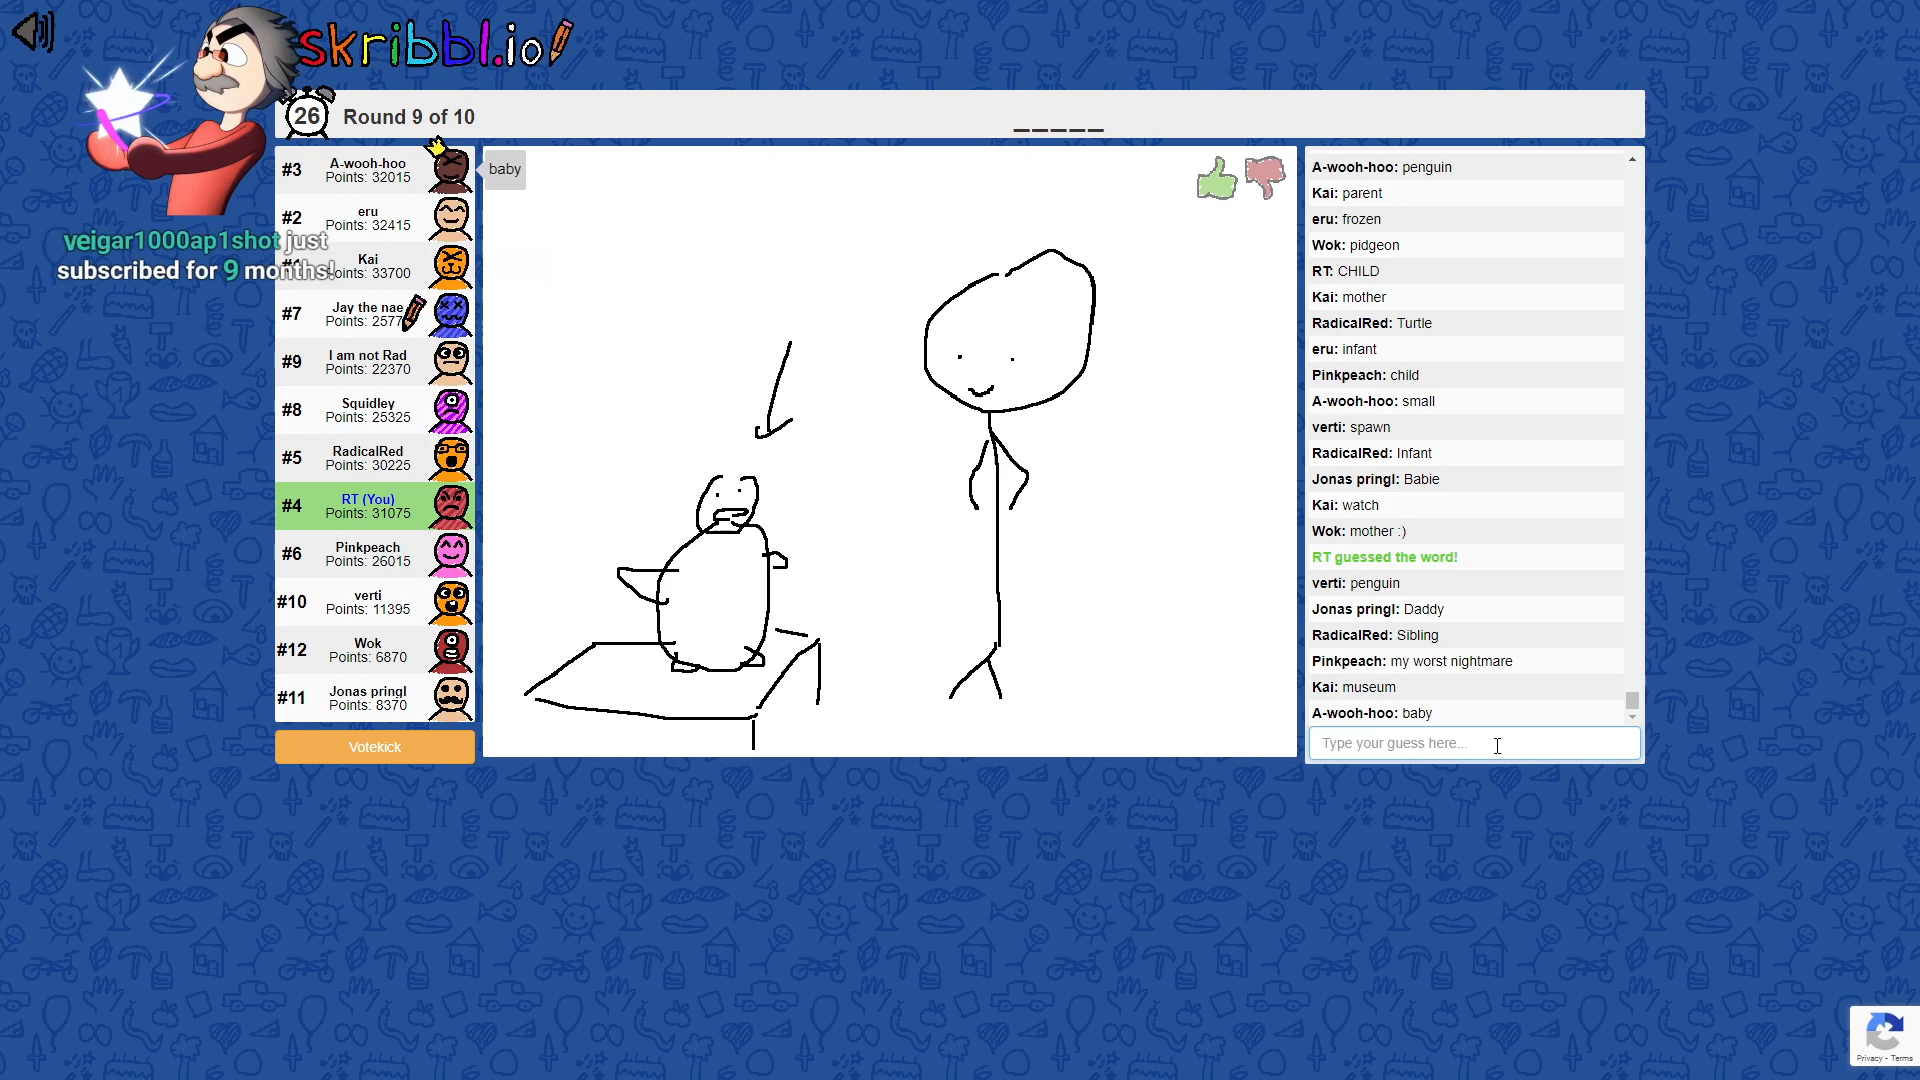 skribbl.io
26 Round 9 of 10 _____
#3 A-wooh-hoo
Points: 32015
baby
#2 eru
Points: 32415
veigar1000ap1shot just
subscribed for 9 months!
Kai
Points: 33700
#7 Jay the nae
Points: 2577
#9 I am not Rad
Points: 22370
#8 Squidley
Points: 25325
#5 RadicalRed
Points: 30225
#4 RT (You)
Points: 31075
#6 Pinkpeach
Points: 26015
#10 verti
Points: 11395
#12 Wok
Points: 6870
#11 Jonas pringl
Points: 8370
Votekick
A-wooh-hoo: penguin
Kai: parent
eru: frozen
Wok: pidgeon
RT: CHILD
Kai: mother
RadicalRed: Turtle
eru: infant
Pinkpeach: child
A-wooh-hoo: small
verti: spawn
RadicalRed: Infant
Jonas pringl: Babie
Kai: watch
Wok: mother :)
RT guessed the word!
verti: penguin
Jonas pringl: Daddy
RadicalRed: Sibling
Pinkpeach: my worst nightmare
Kai: museum
A-wooh-hoo: baby
Type your guess here...
Privacy - Terms